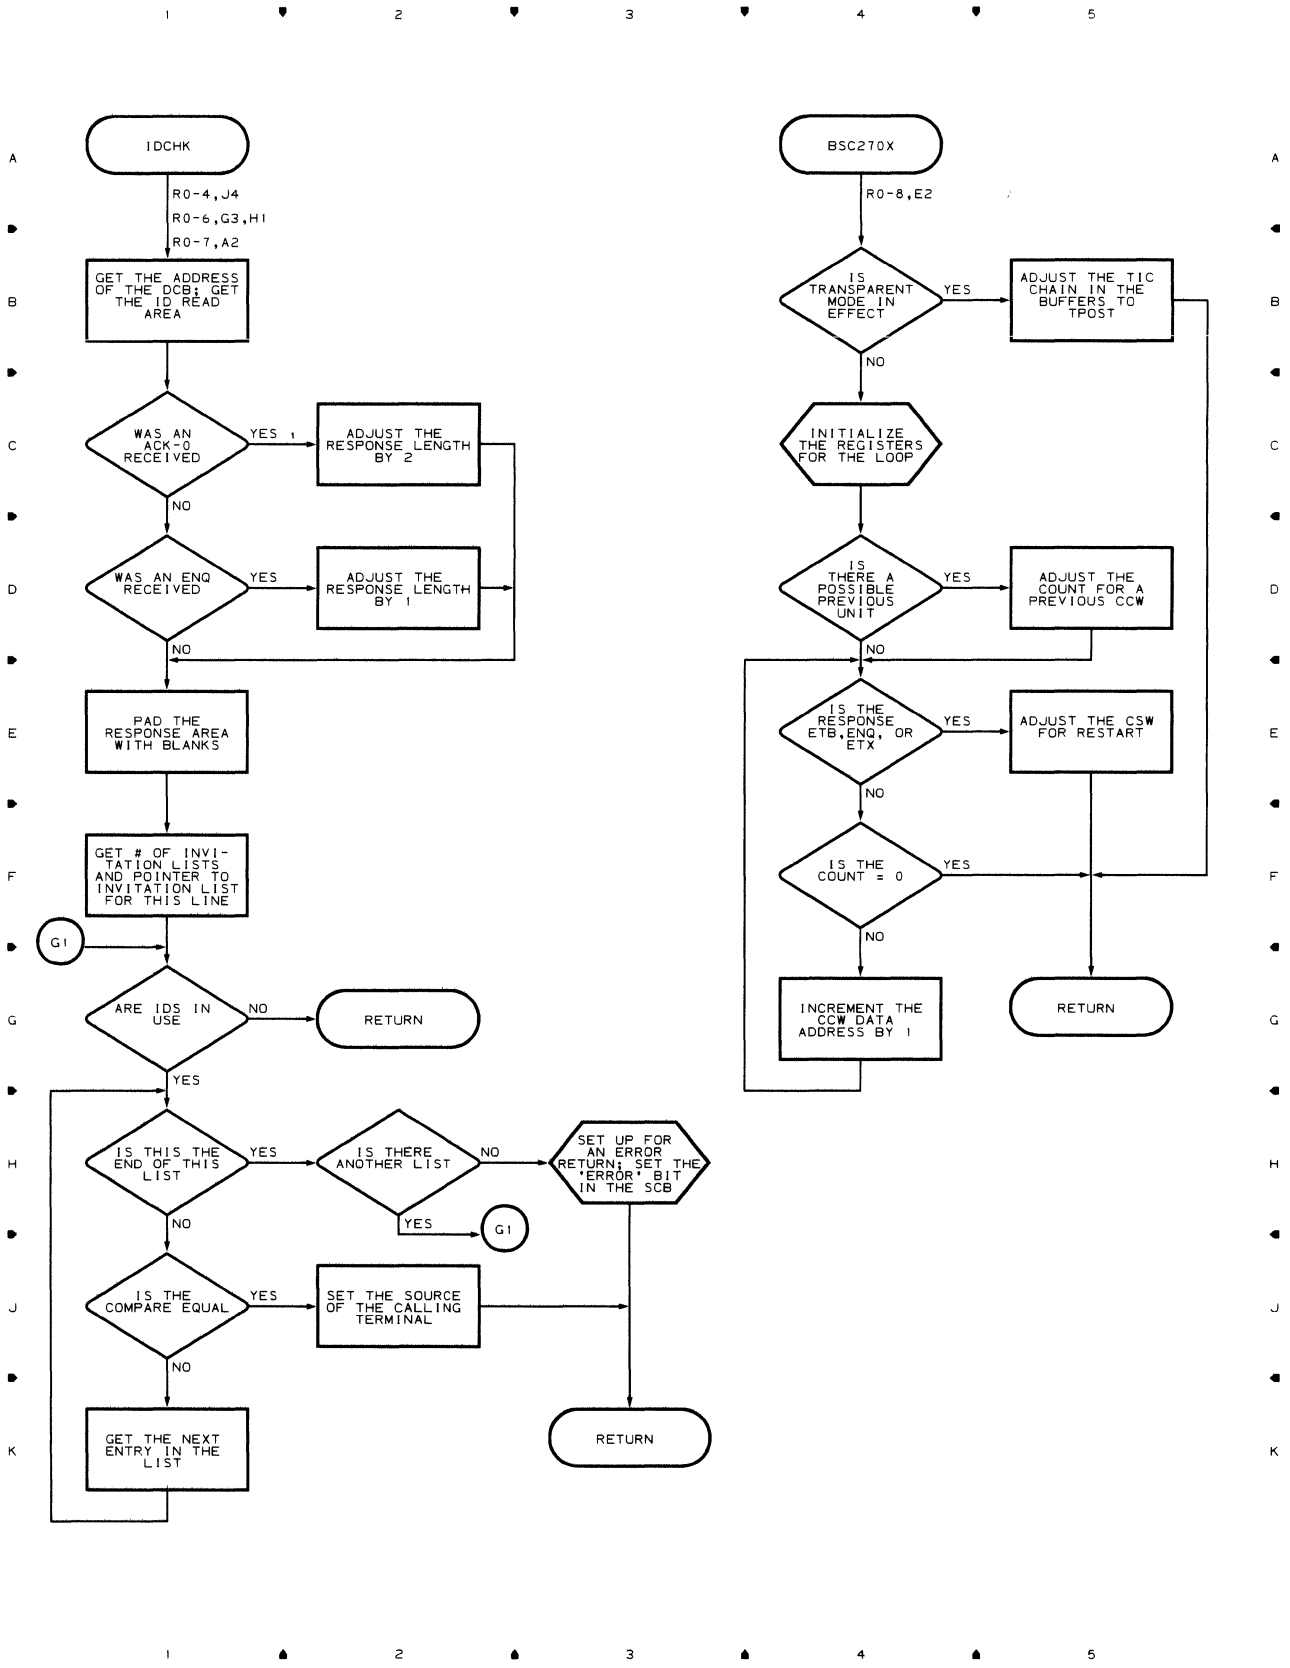 1 2 3 4 5
A
IDCHK
R0-4,J4
R0-6,G3,H1
R0-7,A2
B
GET THE ADDRESS
OF THE DCB; GET
THE ID READ
AREA
C
WAS AN
ACK-0
RECEIVED
YES
NO
ADJUST THE
RESPONSE LENGTH
BY 2
D
WAS AN ENQ
RECEIVED
YES
NO
ADJUST THE
RESPONSE LENGTH
BY 1
E
PAD THE
RESPONSE AREA
WITH BLANKS
F
GET # OF INVI-
TATION LISTS
AND POINTER TO
INVITATION LIST
FOR THIS LINE
G1
G
ARE IDS IN
USE
NO
YES
RETURN
H
IS THIS THE
END OF THIS
LIST
YES
NO
IS THERE
ANOTHER LIST
NO
YES
G1
SET UP FOR
AN ERROR
RETURN; SET THE
'ERROR' BIT
IN THE SCB
J
IS THE
COMPARE EQUAL
YES
NO
SET THE SOURCE
OF THE CALLING
TERMINAL
K
GET THE NEXT
ENTRY IN THE
LIST
RETURN
BSC270X
A
R0-8,E2
IS
TRANSPARENT
MODE IN
EFFECT
YES
NO
ADJUST THE TIC
CHAIN IN THE
BUFFERS TO
TPOST
B
INITIALIZE
THE REGISTERS
FOR THE LOOP
C
IS
THERE A
POSSIBLE
PREVIOUS
UNIT
YES
NO
ADJUST THE
COUNT FOR A
PREVIOUS CCW
D
IS THE
RESPONSE
ETB,ENQ, OR
ETX
YES
NO
ADJUST THE CSW
FOR RESTART
E
IS THE
COUNT = 0
YES
NO
F
INCREMENT THE
CCW DATA
ADDRESS BY 1
RETURN
G
H
J
K
1 2 3 4 5